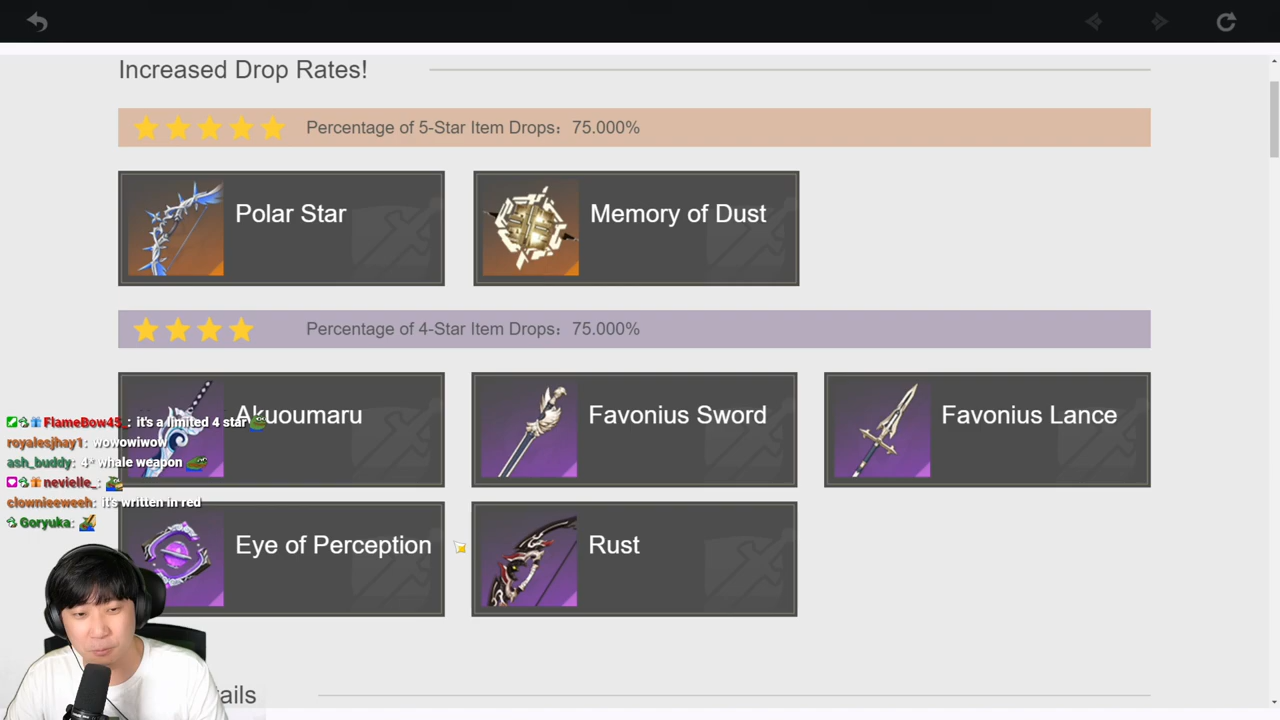 Increased Drop Rates!
Percentage of 5-Star Item Drops: 75.000%
Polar Star
Memory of Dust
Percentage of 4-Star Item Drops: 75.000%
Akuoumaru
Favonius Sword
Favonius Lance
FlameBow45_: it's a limited 4 star
royalesjhay1: wowowiwow
ash_buddy: 4* whale weapon
nevielle_:
clownieeweeh: it's written in red
Goryuka:
Eye of Perception
Rust
ails